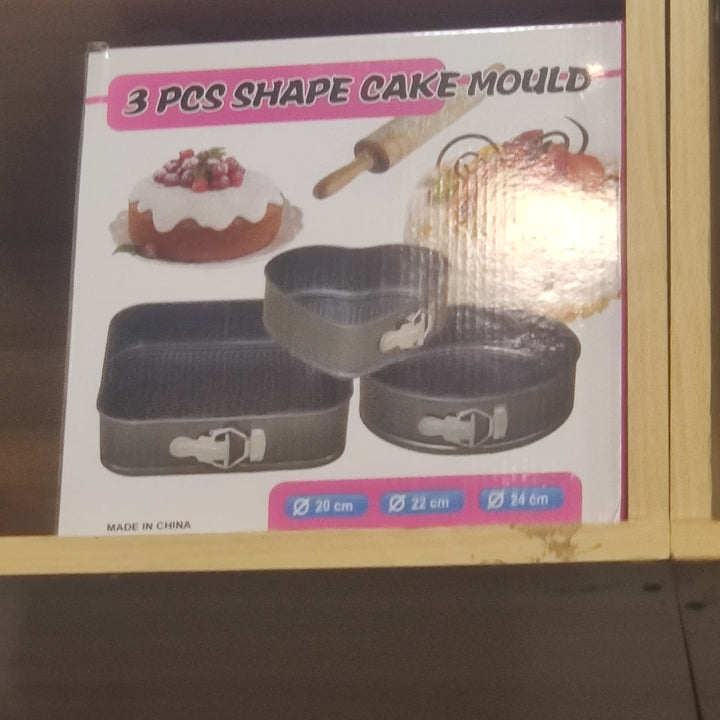 3 PCS SHAPE CAKE MOULD
Ø 20 cm Ø 22 cm Ø 24 cm
MADE IN CHINA